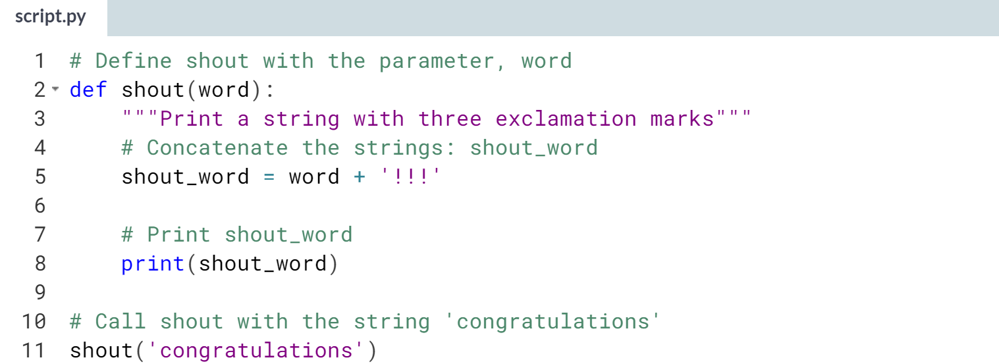 script.py
1 # Define shout with the parameter, word
2 def shout(word):
3     """Print a string with three exclamation marks"""
4     # Concatenate the strings: shout_word
5     shout_word = word + '!!!'
6
7     # Print shout_word
8     print(shout_word)
9
10 # Call shout with the string 'congratulations'
11 shout('congratulations')